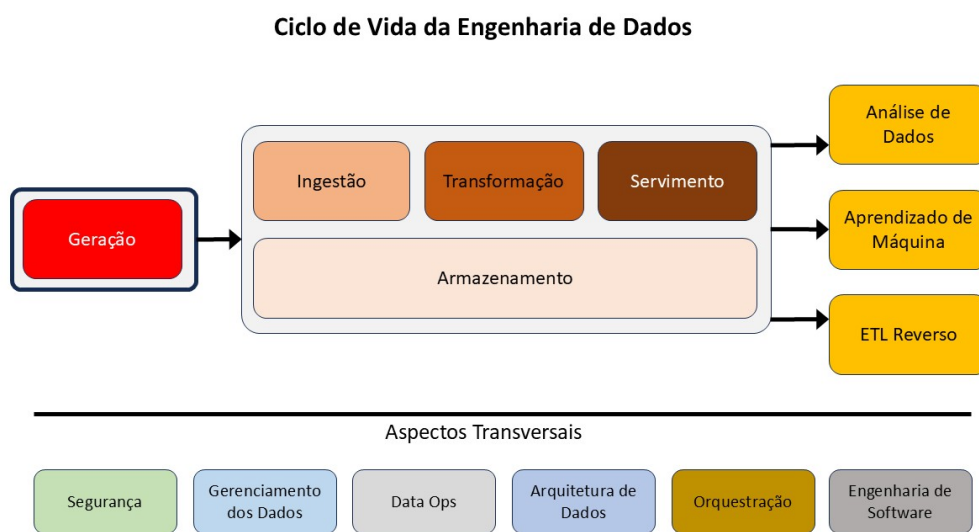 Ciclo de Vida da Engenharia de Dados
Geração
Ingestão
Transformação
Servimento
Armazenamento
Análise de
Dados
Aprendizado de
Máquina
ETL Reverso
Aspectos Transversais
Segurança
Gerenciamento
dos Dados
Data Ops
Arquitetura de
Dados
Orquestração
Engenharia de
Software